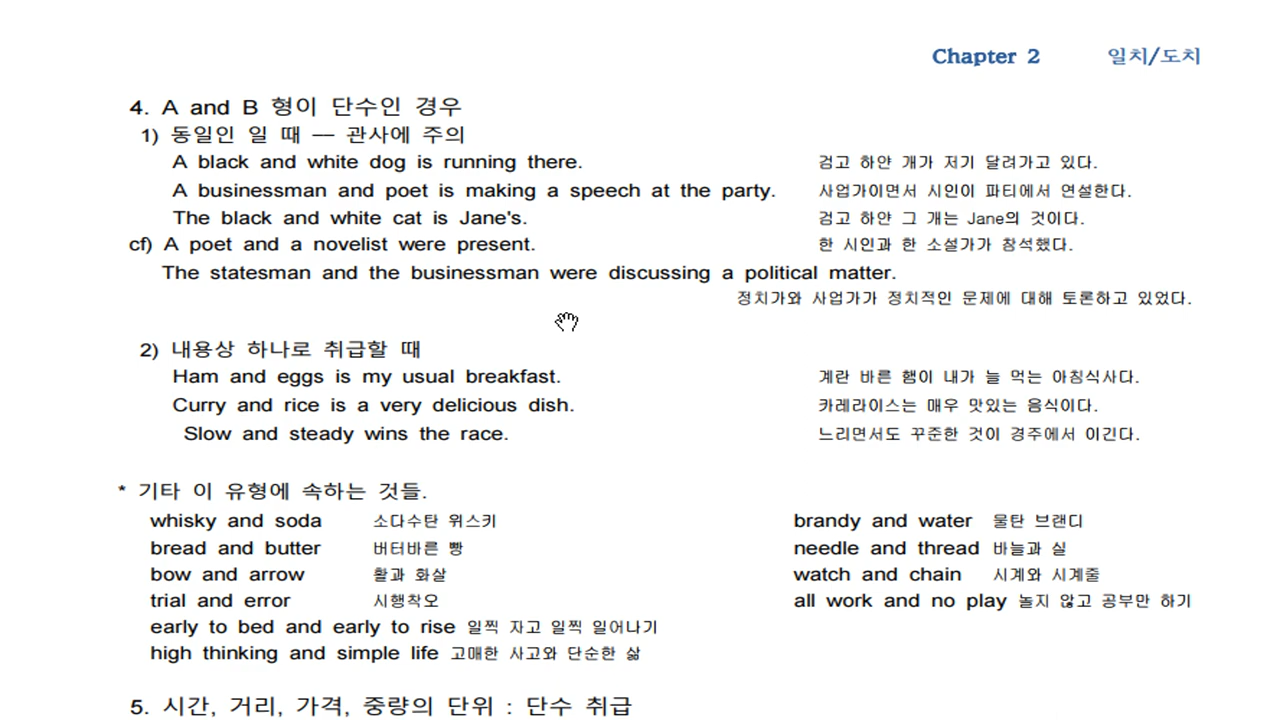 Chapter 2 일치/도치
4. A and B 형이 단수인 경우
1) 동일인 일 때 ── 관사에 주의
A black and white dog is running there. 검고 하얀 개가 저기 달려가고 있다.
A businessman and poet is making a speech at the party. 사업가이면서 시인이 파티에서 연설한다.
The black and white cat is Jane's. 검고 하얀 그 개는 Jane의 것이다.
cf) A poet and a novelist were present. 한 시인과 한 소설가가 참석했다.
The statesman and the businessman were discussing a political matter.
정치가와 사업가가 정치적인 문제에 대해 토론하고 있었다.
2) 내용상 하나로 취급할 때
Ham and eggs is my usual breakfast. 계란 바른 햄이 내가 늘 먹는 아침식사다.
Curry and rice is a very delicious dish. 카레라이스는 매우 맛있는 음식이다.
Slow and steady wins the race. 느리면서도 꾸준한 것이 경주에서 이긴다.
* 기타 이 유형에 속하는 것들.
whisky and soda 소다수탄 위스키 brandy and water 물탄 브랜디
bread and butter 버터바른 빵 needle and thread 바늘과 실
bow and arrow 활과 화살 watch and chain 시계와 시계줄
trial and error 시행착오 all work and no play 놀지 않고 공부만 하기
early to bed and early to rise 일찍 자고 일찍 일어나기
high thinking and simple life 고매한 사고와 단순한 삶
5. 시간, 거리, 가격, 중량의 단위 : 단수 취급